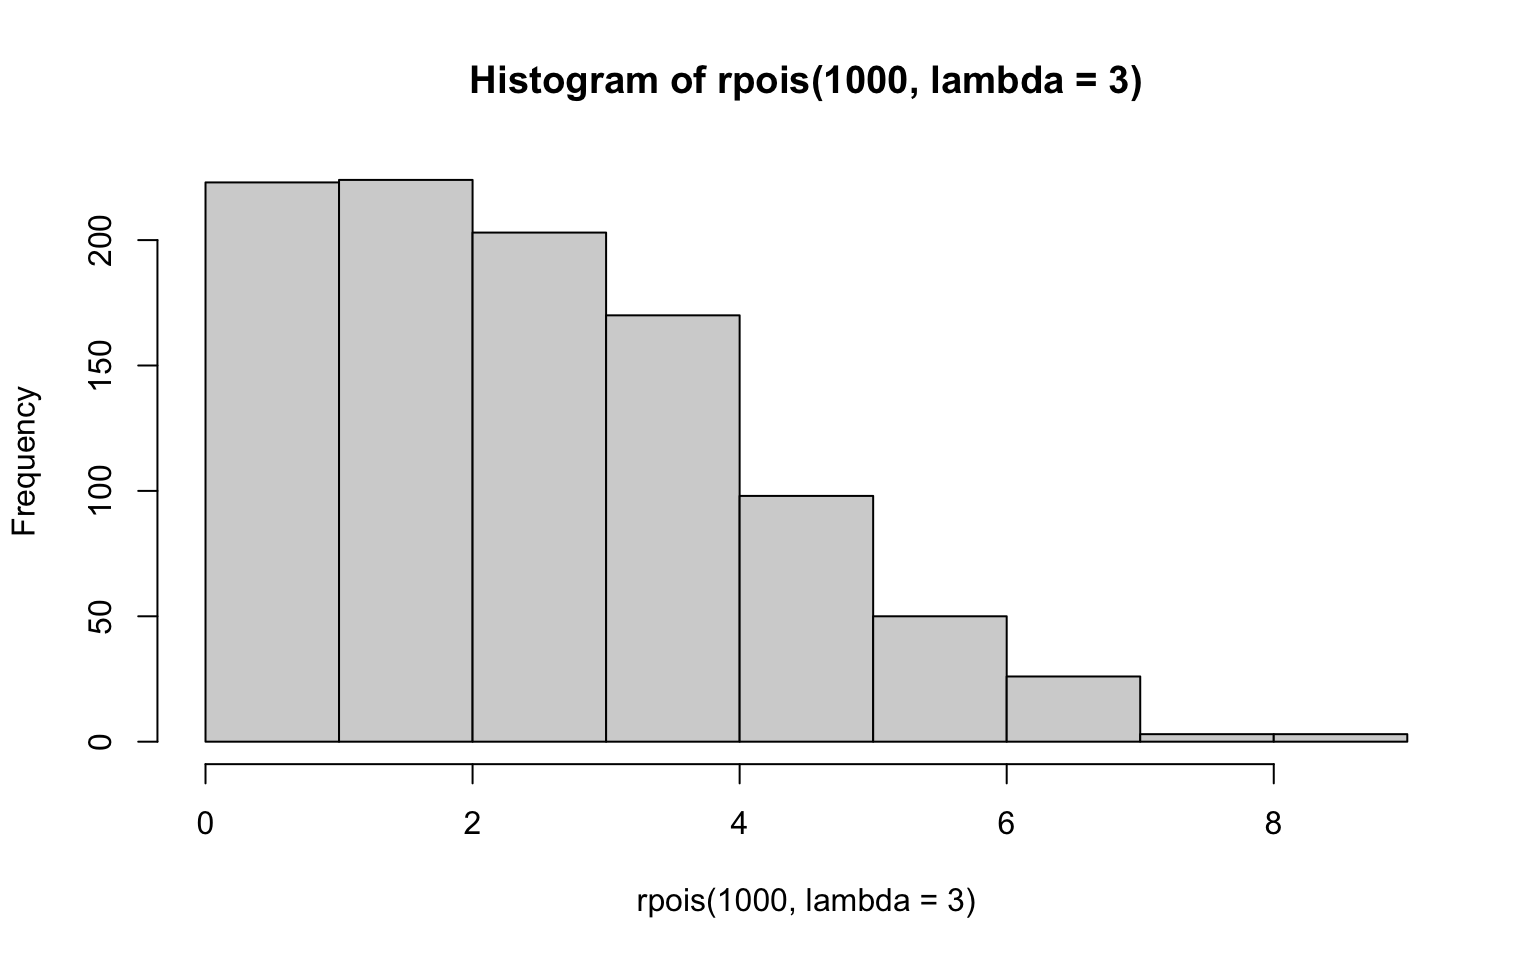 Histogram of rpois(1000, lambda = 3)
Frequency
200
150
100
50
0
0 2 4 6 8
rpois(1000, lambda = 3)